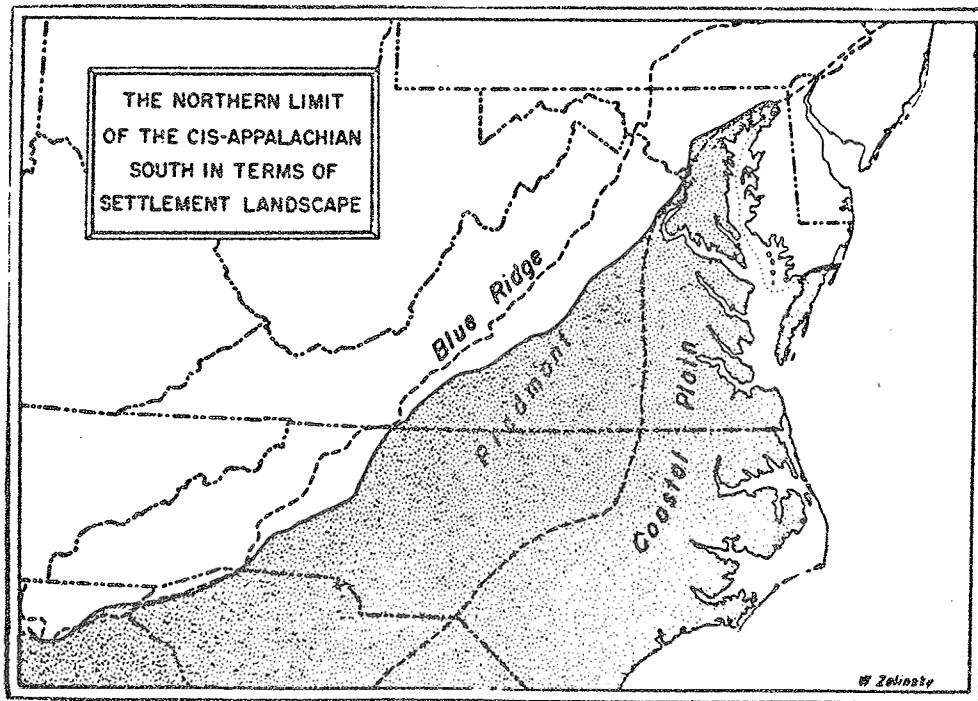 THE NORTHERN LIMIT
OF THE CIS-APPALACHIAN
SOUTH IN TERMS OF
SETTLEMENT LANDSCAPE
Blue Ridge
Piedmont
Coastal Plain
W Zelinsky